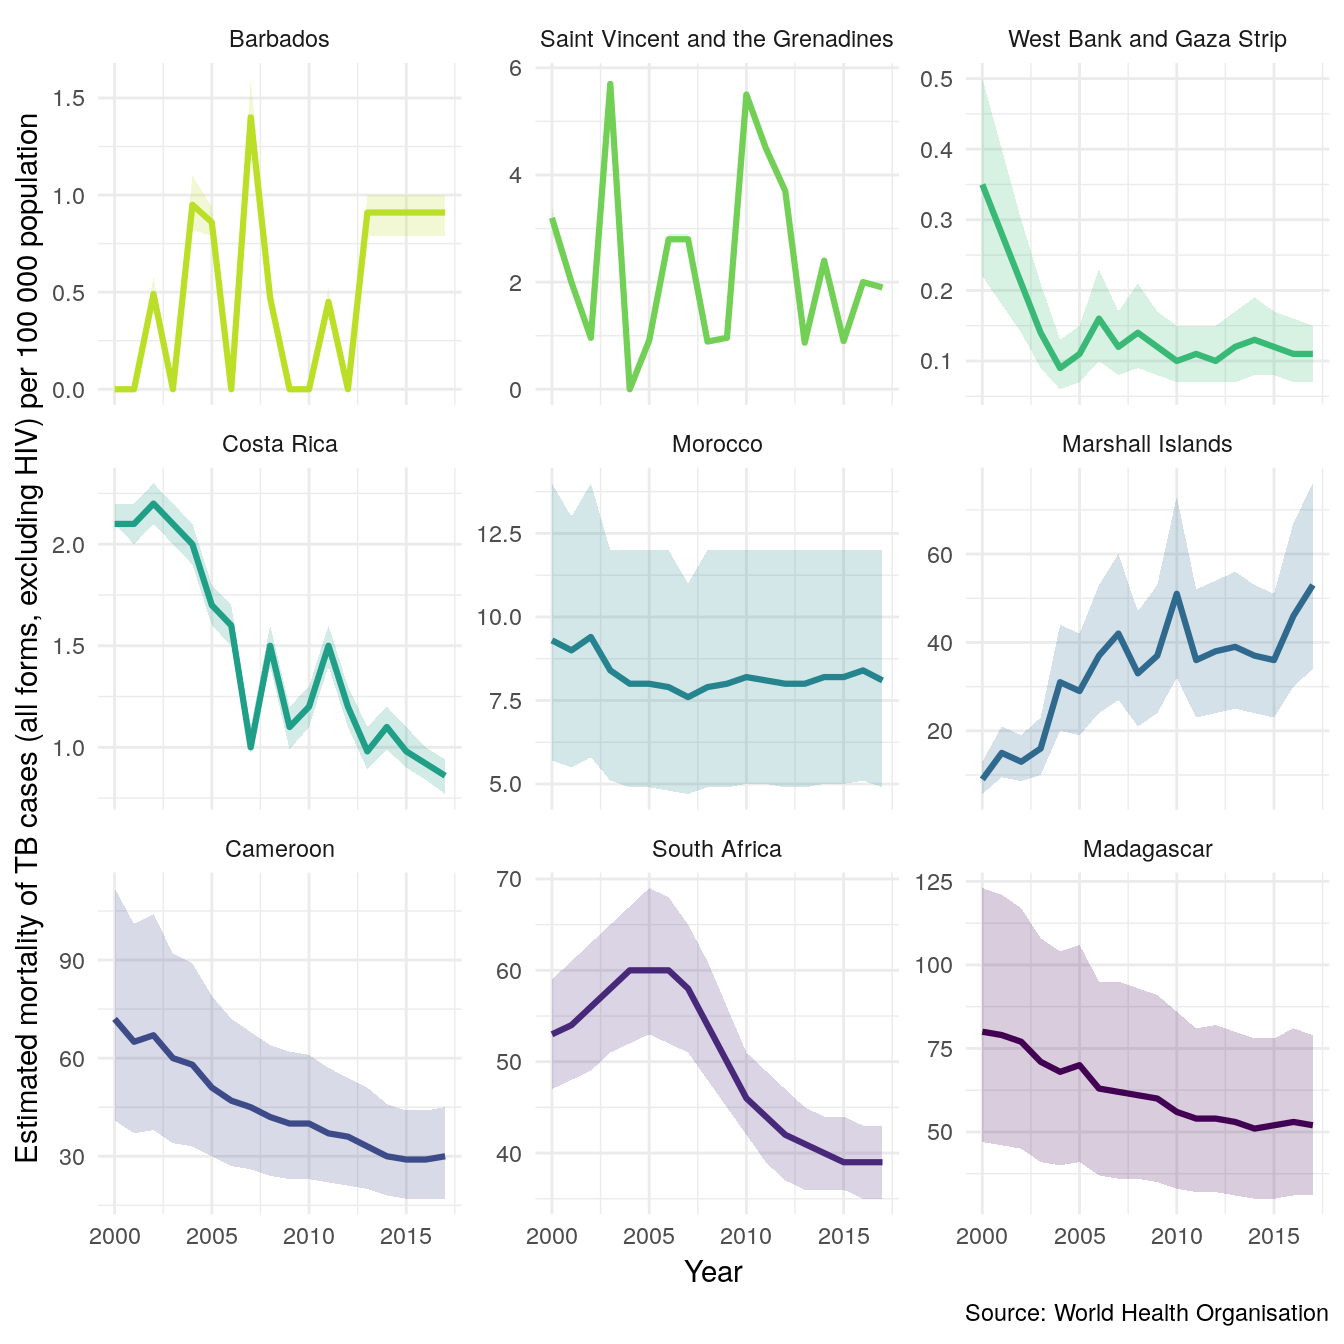 Barbados
Saint Vincent and the Grenadines
West Bank and Gaza Strip
1.5
1.0
0.5
0.0
6
4
2
0
0.5
0.4
0.3
0.2
0.1
Costa Rica
Morocco
Marshall Islands
2.0
1.5
1.0
12.5
10.0
7.5
5.0
60
40
20
Cameroon
South Africa
Madagascar
90
60
30
70
60
50
40
125
100
75
50
2000 2005 2010 2015
2000 2005 2010 2015
2000 2005 2010 2015
Estimated mortality of TB cases (all forms, excluding HIV) per 100 000 population
Year
Source: World Health Organisation